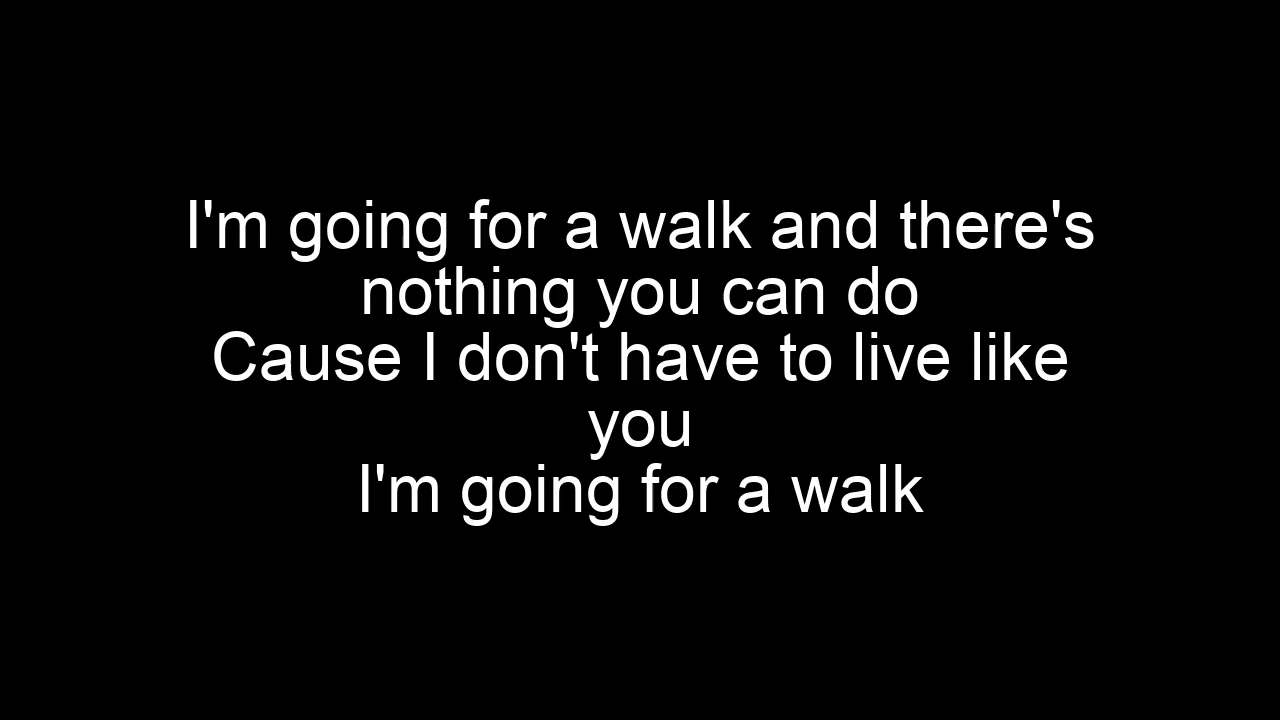 I'm going for a walk and there's
nothing you can do
Cause I don't have to live like
you
I'm going for a walk